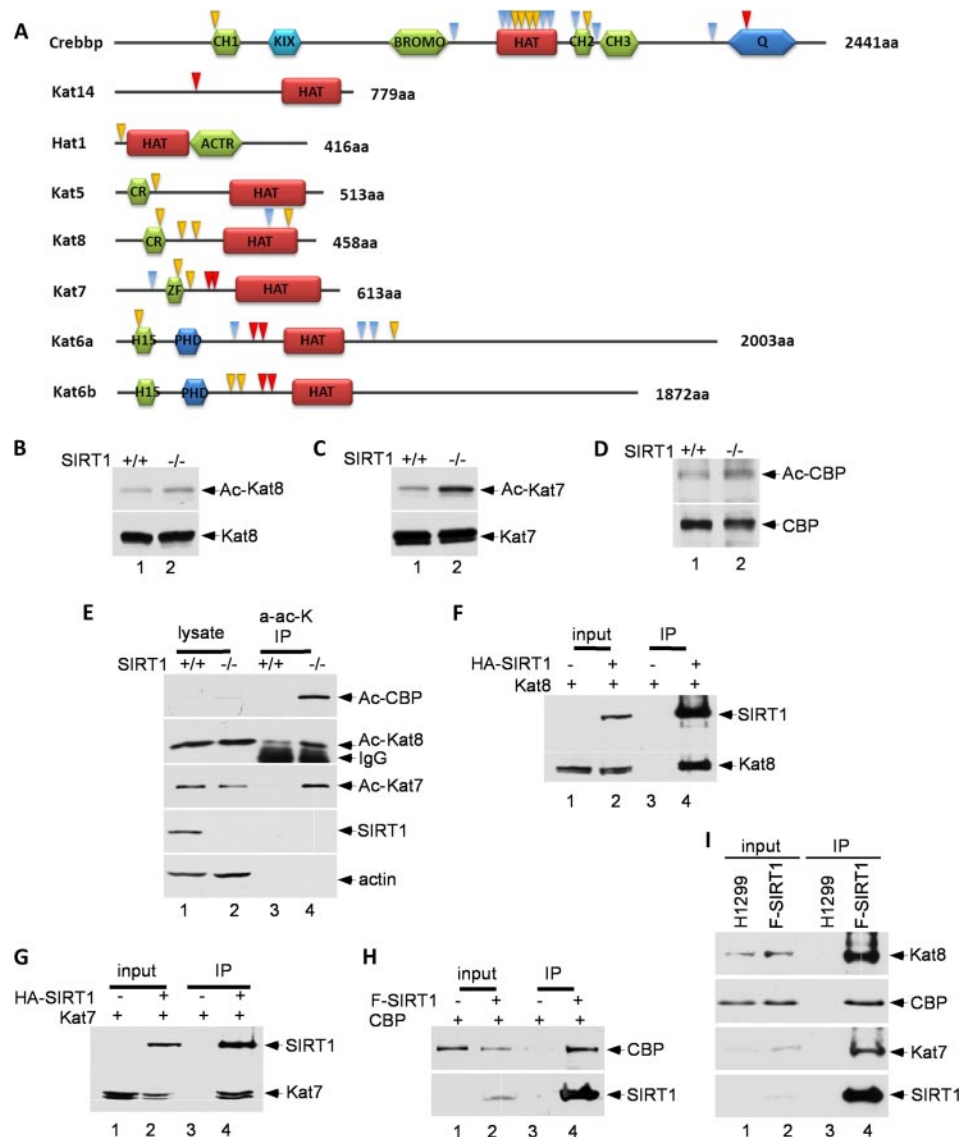 A
Crebbp CH1 KIX BROMO HAT CH2 CH3 Q 2441aa
Kat14 HAT 779aa
Hat1 HAT ACTR 416aa
Kat5 CR HAT 513aa
Kat8 CR HAT 458aa
Kat7 ZF HAT 613aa
Kat6a H15 PHD HAT 2003aa
Kat6b H15 PHD HAT 1872aa
B
SIRT1 +/+ -/-
Ac-Kat8
Kat8
1 2
C
SIRT1 +/+ -/-
Ac-Kat7
Kat7
1 2
D
SIRT1 +/+ -/-
Ac-CBP
CBP
1 2
E
a-ac-K
lysate IP
SIRT1 +/+ -/- +/+ -/-
Ac-CBP
Ac-Kat8
IgG
Ac-Kat7
SIRT1
actin
1 2 3 4
F
input IP
HA-SIRT1 - + - +
Kat8 + + + +
SIRT1
Kat8
1 2 3 4
G
input IP
HA-SIRT1 - + - +
Kat7 + + + +
SIRT1
Kat7
1 2 3 4
H
input IP
F-SIRT1 - + - +
CBP + + + +
CBP
SIRT1
1 2 3 4
I
input IP
H1299 F-SIRT1 H1299 F-SIRT1
Kat8
CBP
Kat7
SIRT1
1 2 3 4